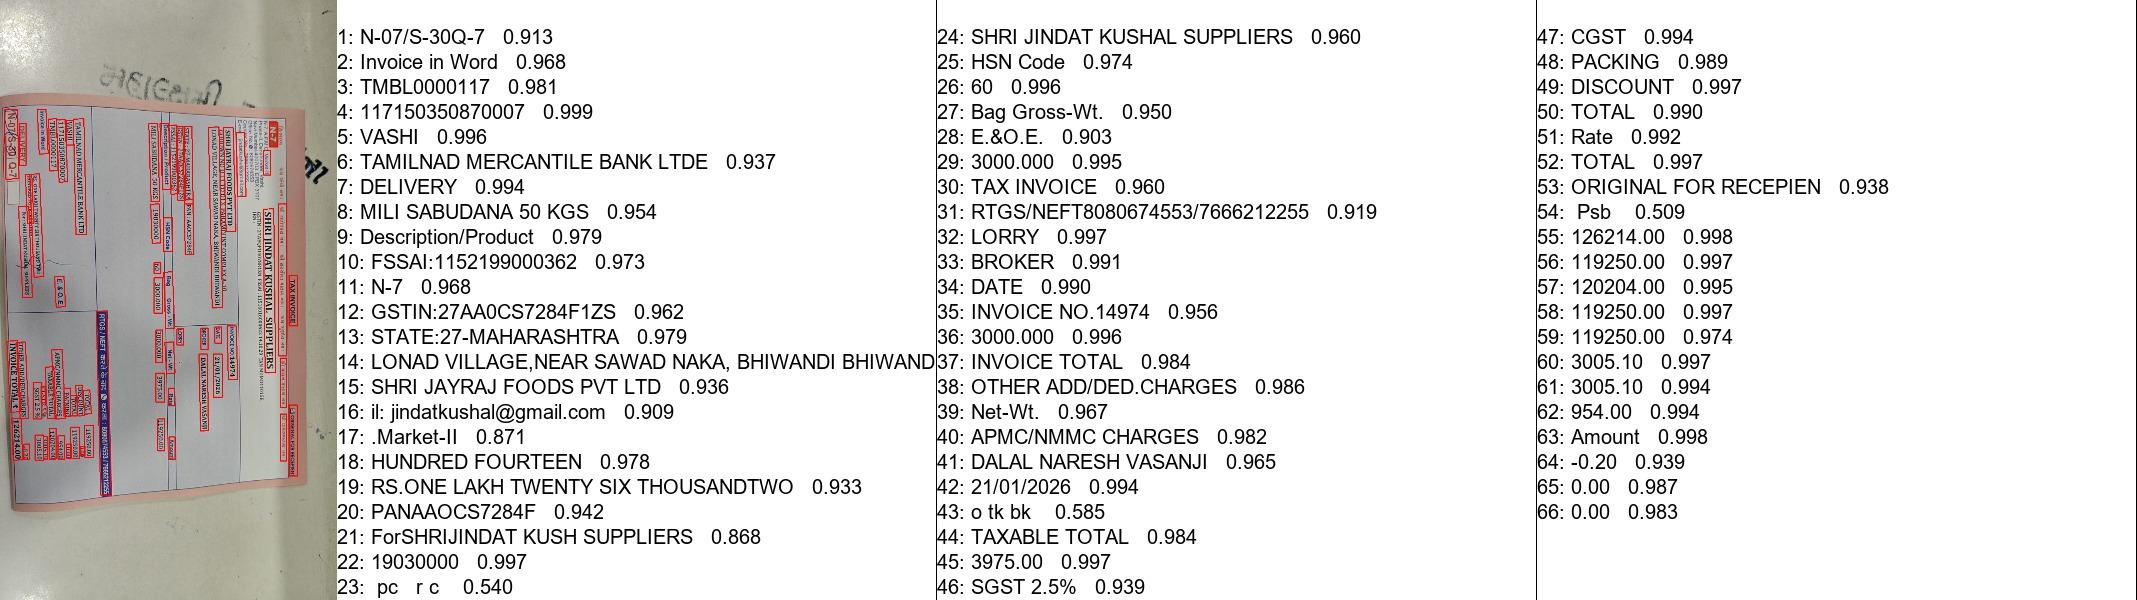 1: N-07/S-30Q-7 0.913
2: Invoice in Word 0.968
3: TMBL0000117 0.981
4: 117150350870007 0.999
5: VASHI 0.996
6: TAMILNAD MERCANTILE BANK LTDE 0.937
7: DELIVERY 0.994
8: MILI SABUDANA 50 KGS 0.954
9: Description/Product 0.979
10: FSSAI:1152199000362 0.973
11: N-7 0.968
12: GSTIN:27AA0CS7284F1ZS 0.962
13: STATE:27-MAHARASHTRA 0.979
14: LONAD VILLAGE,NEAR SAWAD NAKA, BHIWANDI BHIWAND
15: SHRI JAYRAJ FOODS PVT LTD 0.936
16: il: jindatkushal@gmail.com 0.909
17: .Market-II 0.871
18: HUNDRED FOURTEEN 0.978
19: RS.ONE LAKH TWENTY SIX THOUSANDTWO 0.933
20: PANAAOCS7284F 0.942
21: ForSHRIJINDAT KUSH SUPPLIERS 0.868
22: 19030000 0.997
23: pc r c 0.540
24: SHRI JINDAT KUSHAL SUPPLIERS 0.960
25: HSN Code 0.974
26: 60 0.996
27: Bag Gross-Wt. 0.950
28: E.&O.E. 0.903
29: 3000.000 0.995
30: TAX INVOICE 0.960
31: RTGS/NEFT8080674553/7666212255 0.919
32: LORRY 0.997
33: BROKER 0.991
34: DATE 0.990
35: INVOICE NO.14974 0.956
36: 3000.000 0.996
37: INVOICE TOTAL 0.984
38: OTHER ADD/DED.CHARGES 0.986
39: Net-Wt. 0.967
40: APMC/NMMC CHARGES 0.982
41: DALAL NARESH VASANJI 0.965
42: 21/01/2026 0.994
43: o tk bk 0.585
44: TAXABLE TOTAL 0.984
45: 3975.00 0.997
46: SGST 2.5% 0.939
47: CGST 0.994
48: PACKING 0.989
49: DISCOUNT 0.997
50: TOTAL 0.990
51: Rate 0.992
52: TOTAL 0.997
53: ORIGINAL FOR RECEPIEN 0.938
54: Psb 0.509
55: 126214.00 0.998
56: 119250.00 0.997
57: 120204.00 0.995
58: 119250.00 0.997
59: 119250.00 0.974
60: 3005.10 0.997
61: 3005.10 0.994
62: 954.00 0.994
63: Amount 0.998
64: -0.20 0.939
65: 0.00 0.987
66: 0.00 0.983